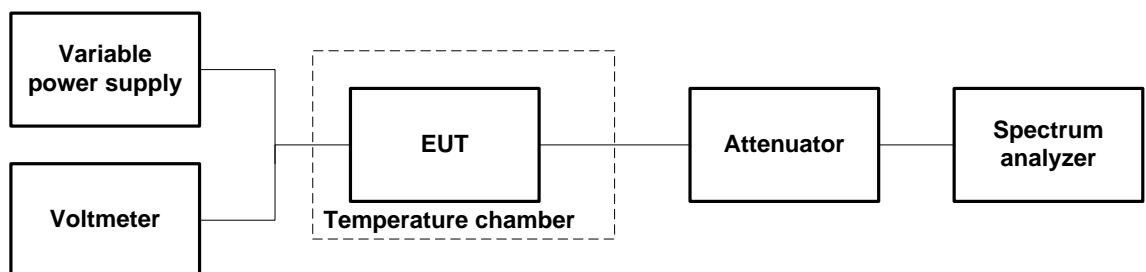 Variable
power supply
Voltmeter
EUT
Temperature chamber
Attenuator
Spectrum
analyzer